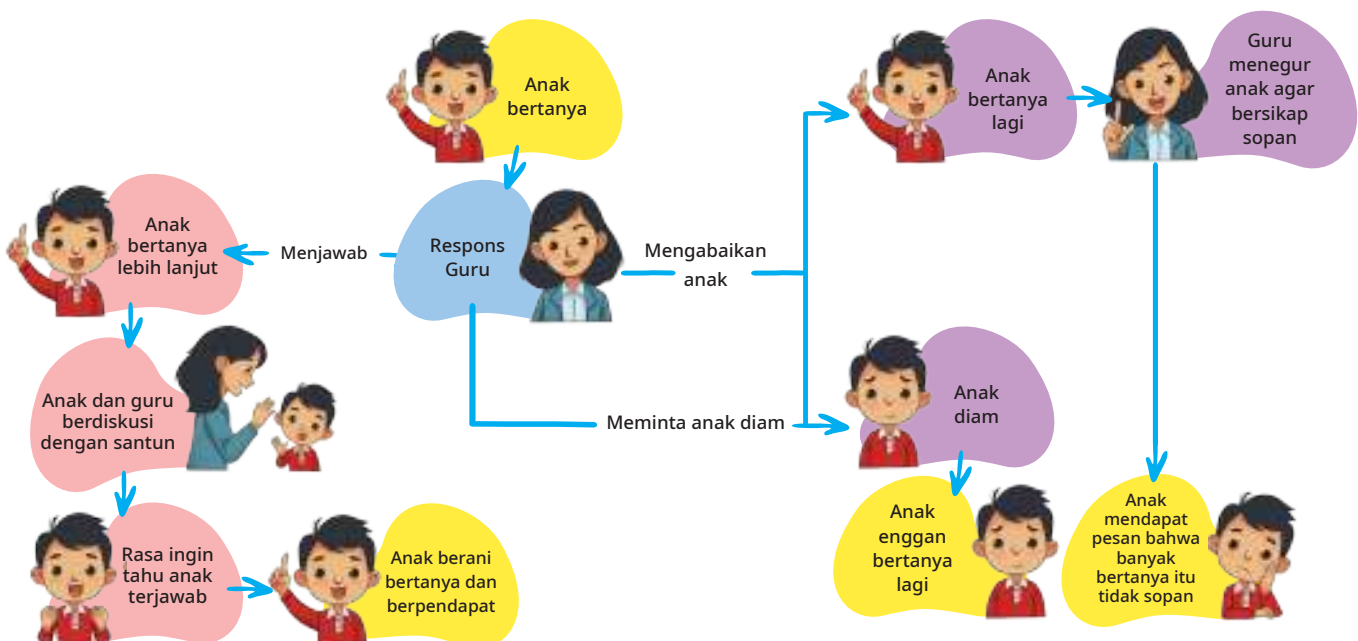 Anak
bertanya
Respons
Guru
Menjawab
Anak
bertanya
lebih lanjut
Anak dan guru
berdiskusi
dengan santun
Rasa ingin
tahu anak
terjawab
Anak berani
bertanya dan
berpendapat
Mengabaikan
anak
Anak
bertanya
lagi
Guru
menegur
anak agar
bersikap
sopan
Meminta anak diam
Anak
diam
Anak
enggan
bertanya
lagi
Anak
mendapat
pesan bahwa
banyak
bertanya itu
tidak sopan